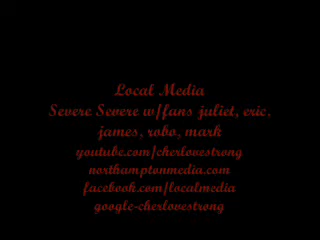 Local Media
Severe Severe w/fans juliet, eric,
james, robo, mark
youtube.com/cherlovestrong
northamptonmedia.com
facebook.com/localmedia
google-cherlovestrong